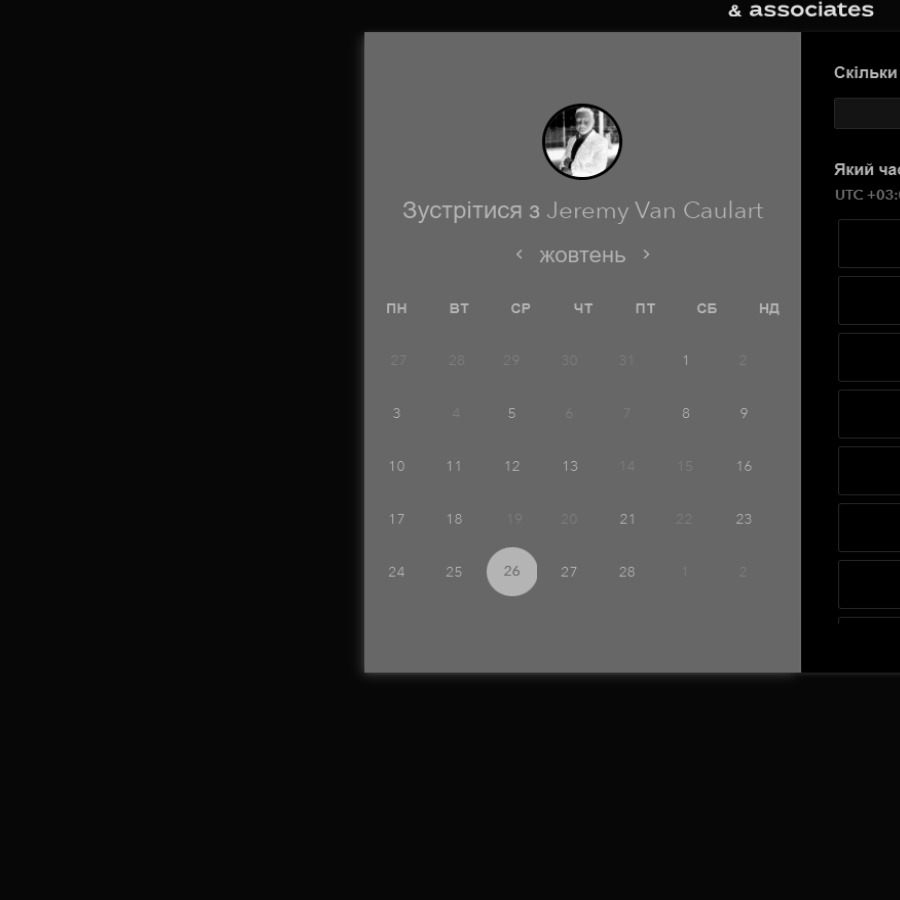 & associates
Зустрітися з Jeremy Van Caulart
жовтень
ПН ВТ СР ЧТ ПТ СБ НД
27 28 29 30 31 1 2
3 4 5 6 7 8 9
10 11 12 13 14 15 16
17 18 19 20 21 22 23
24 25 26 27 28 1 2
Скільки
Який
UTC +03: